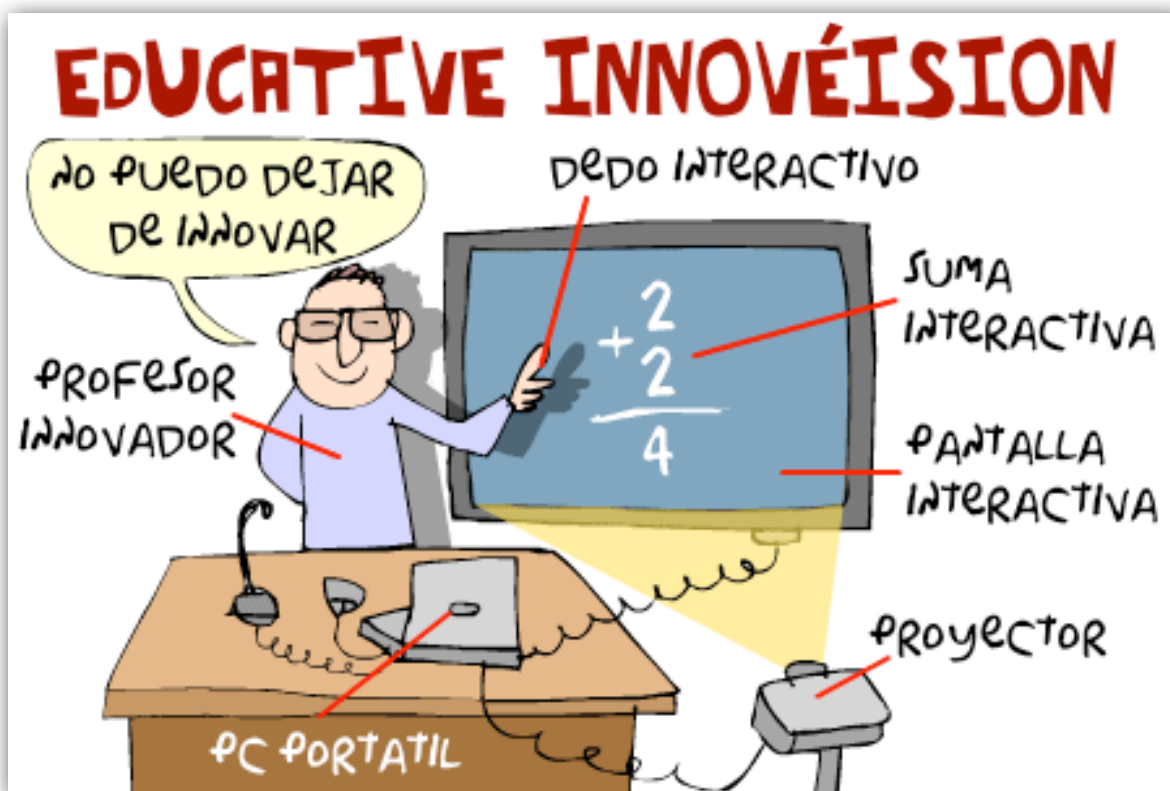 EDUCATIVE INNOVÉISION
NO PUEDO DEJAR
DE INNOVAR
DEDO INTERACTIVO
SUMA
INTERACTIVA
2
+ 2
4
PROFESOR
INNOVADOR
PANTALLA
INTERACTIVA
PROYECTOR
PC PORTATIL